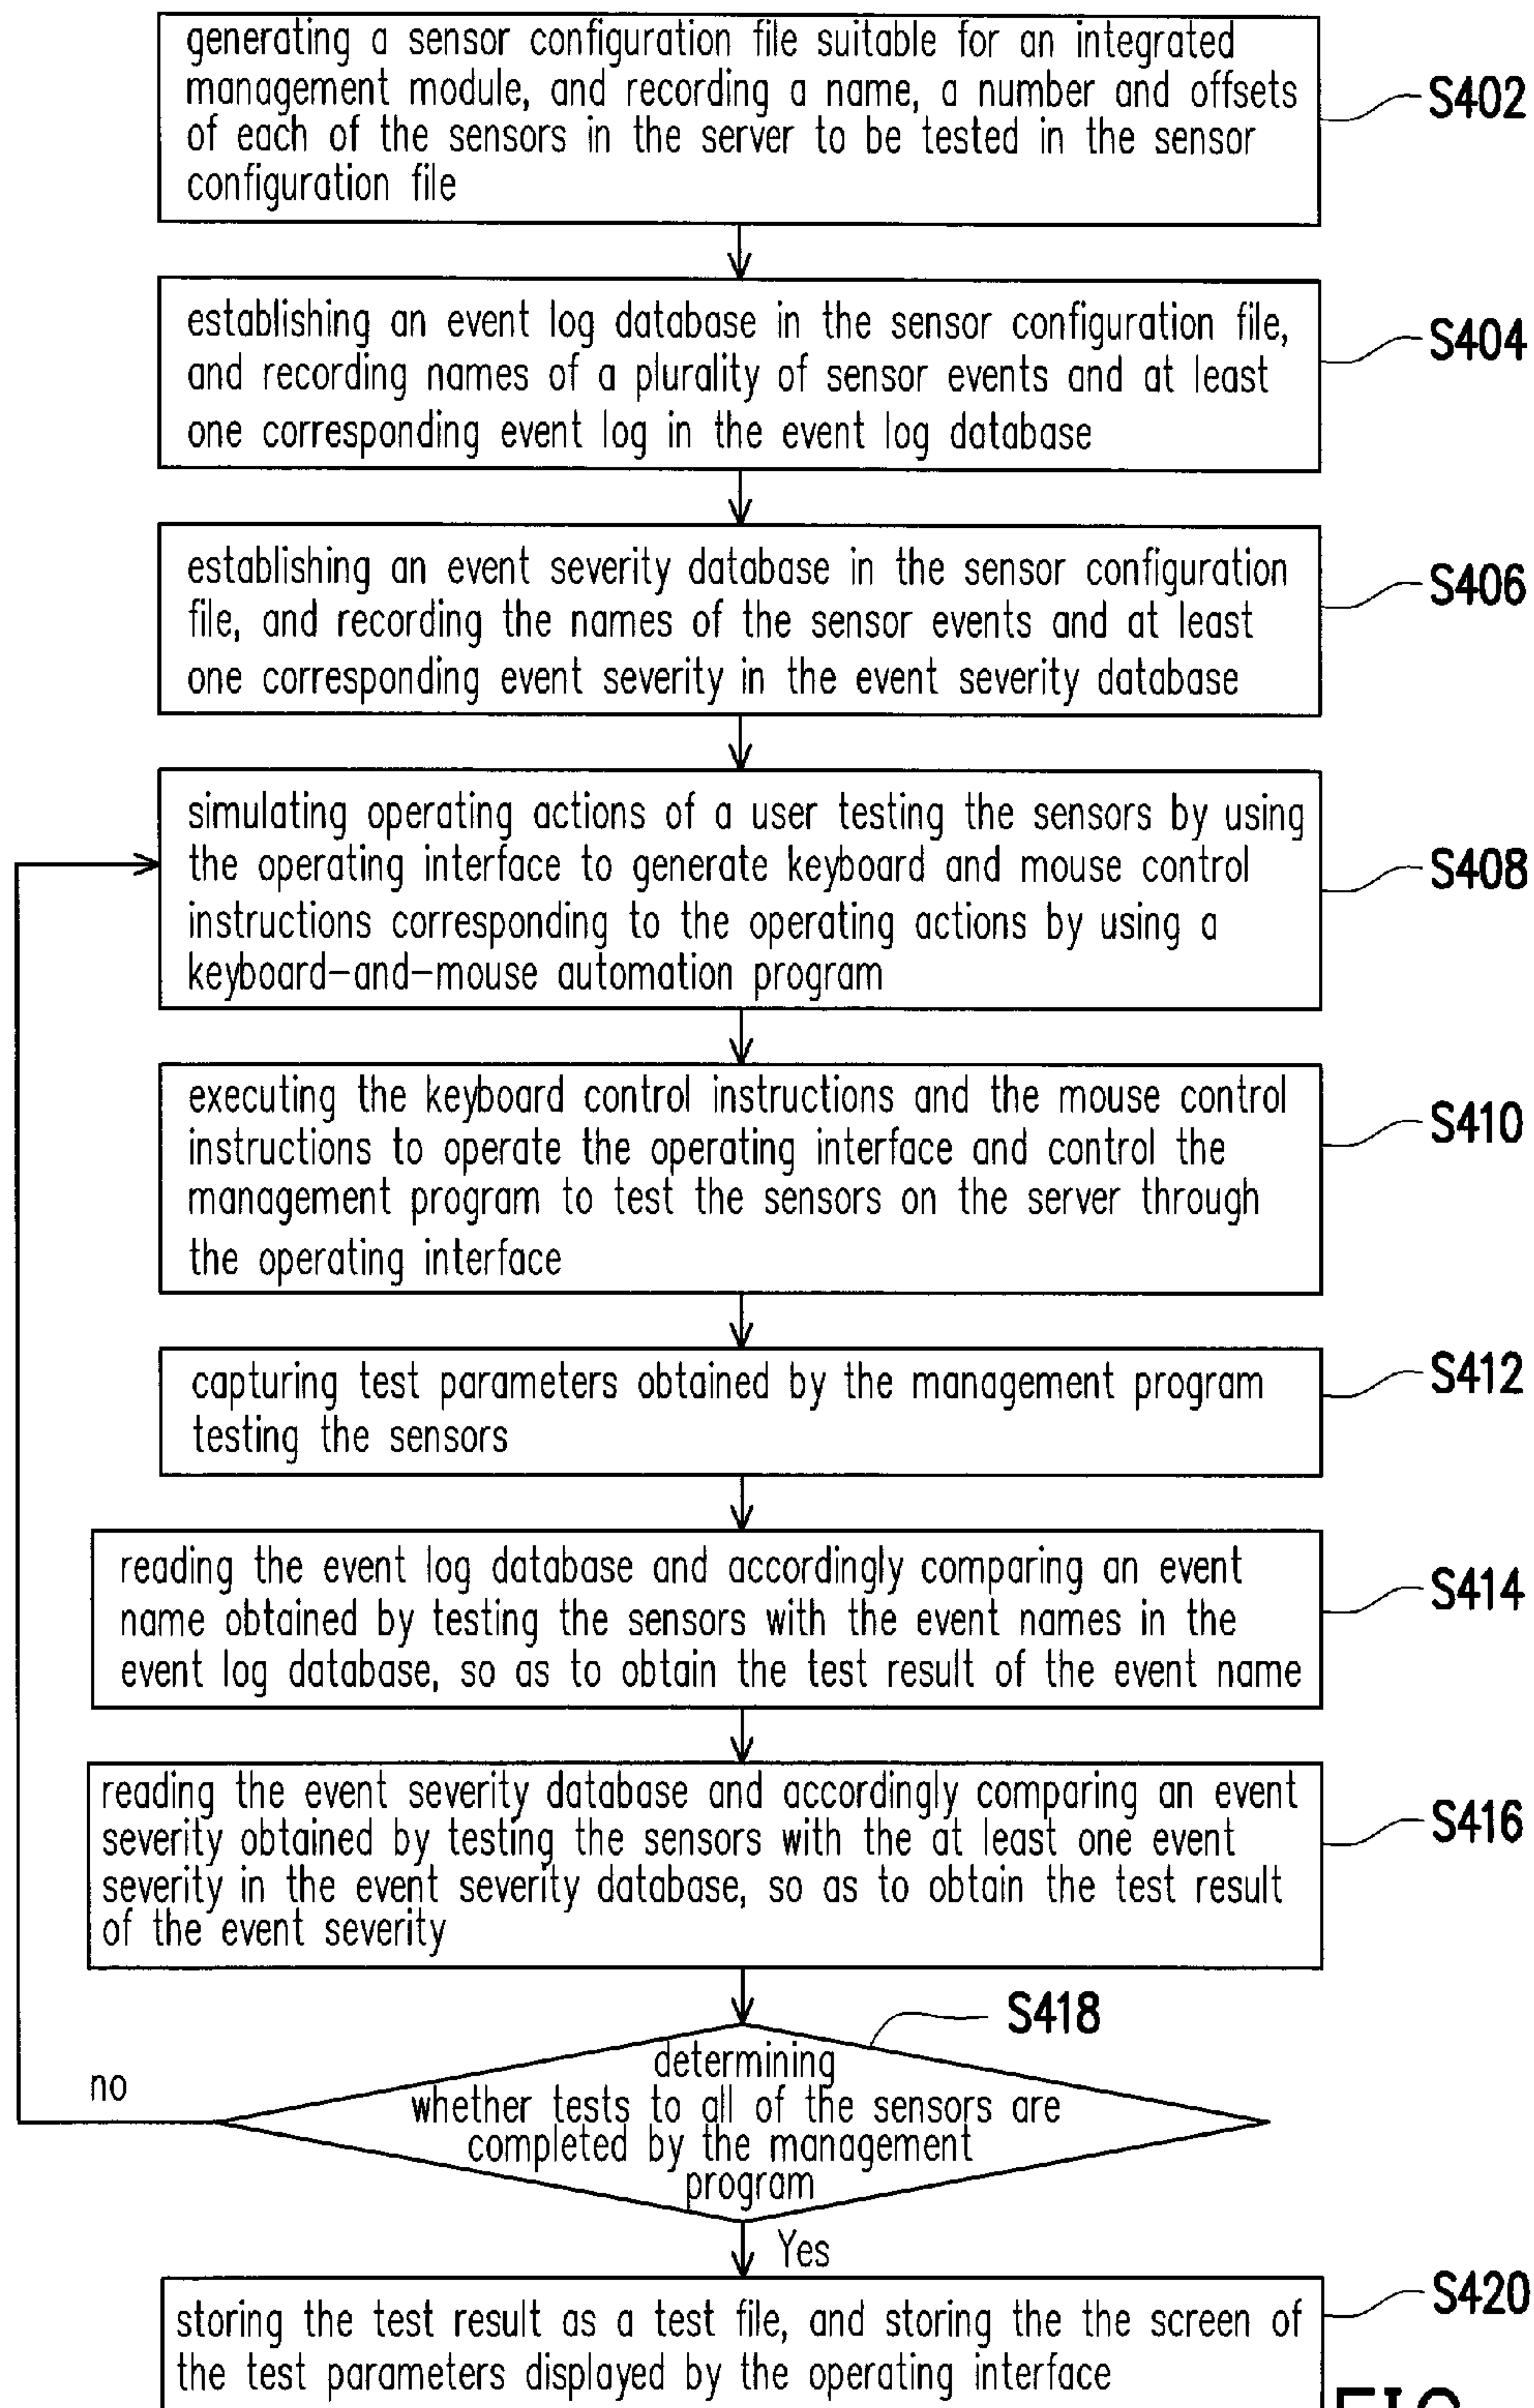 generating a sensor configuration file suitable for an integrated
management module, and recording a name, a number and offsets
of each of the sensors in the server to be tested in the sensor
configuration file
S402
establishing an event log database in the sensor configuration file,
and recording names of a plurality of sensor events and at least
one corresponding event log in the event log database
S404
establishing an event severity database in the sensor configuration
file, and recording the names of the sensor events and at least
one corresponding event severity in the event severity database
S406
simulating operating actions of a user testing the sensors by using
the operating interface to generate keyboard and mouse control
instructions corresponding to the operating actions by using a
keyboard-and-mouse automation program
S408
executing the keyboard control instructions and the mouse control
instructions to operate the operating interface and control the
management program to test the sensors on the server through
the operating interface
S410
capturing test parameters obtained by the management program
testing the sensors
S412
reading the event log database and accordingly comparing an event
name obtained by testing the sensors with the event names in the
event log database, so as to obtain the test result of the event name
S414
reading the event severity database and accordingly comparing an event
severity obtained by testing the sensors with the at least one event
severity in the event severity database, so as to obtain the test result
of the event severity
S416
S418
determining
whether tests to all of the sensors are
completed by the management
program
no
Yes
storing the test result as a test file, and storing the the screen of
the test parameters displayed by the operating interface
S420